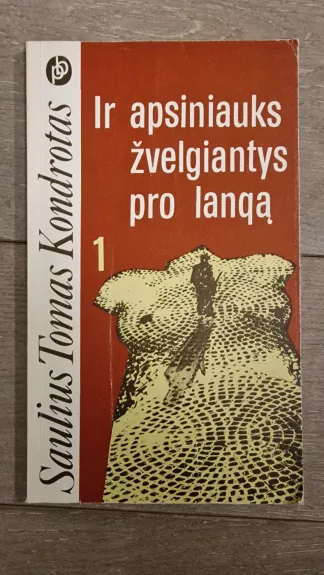 Saulius Tomas Kondrotas
Ir apsiniauks
žvelgiantys
pro langą
1